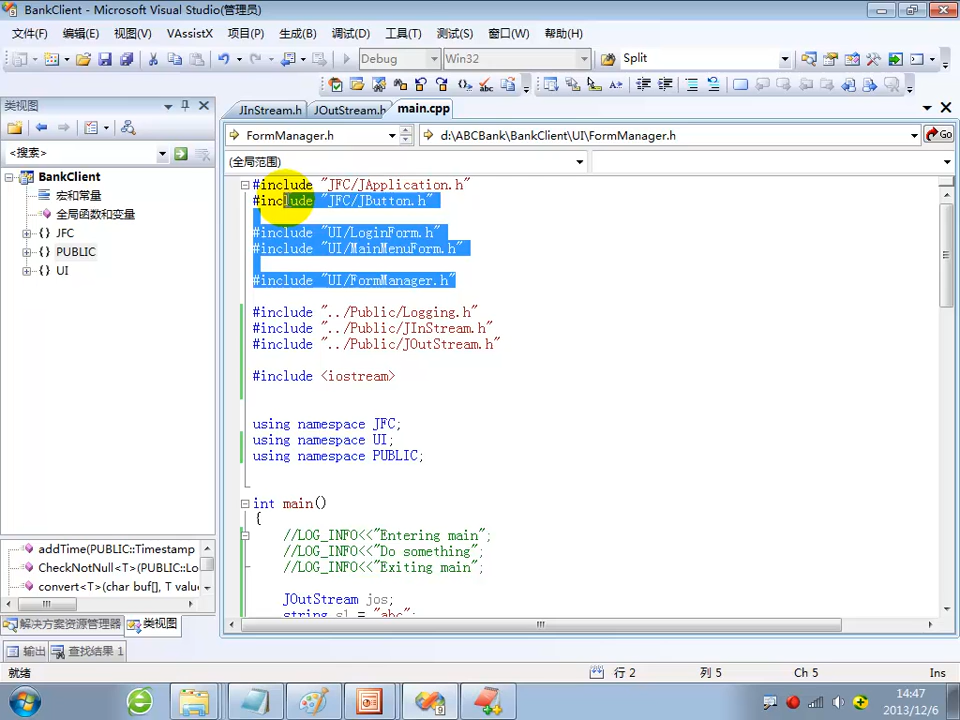 BankClient - Microsoft Visual Studio(管理员)
文件(F) 编辑(E) 视图(V) VAssistX 项目(P) 生成(B) 调试(D) 工具(T) 测试(S) 窗口(W) 帮助(H)
Debug Win32 Split
类视图
JInStream.h JOutStream.h main.cpp
FormManager.h d:\ABCBank\BankClient\UI\FormManager.h Go
<搜索>
(全局范围)
BankClient
宏和常量
全局函数和变量
JFC
PUBLIC
UI
#include "JFC/JApplication.h"
#include "JFC/JButton.h"
#include "UI/LoginForm.h"
#include "UI/MainMenuForm.h"
#include "UI/FormManager.h"
#include "../Public/Logging.h"
#include "../Public/JInStream.h"
#include "../Public/JOutStream.h"
#include <iostream>
using namespace JFC;
using namespace UI;
using namespace PUBLIC;
int main()
{
//LOG_INFO<<"Entering main";
//LOG_INFO<<"Do something";
//LOG_INFO<<"Exiting main";
JOutStream jos;
string s1 = "abc";
addTime(PUBLIC::Timestamp
CheckNotNull<T>(PUBLIC::Lo
convert<T>(char buf[], T value
解决方案资源管理器 类视图
输出 查找结果 1
就绪 行 2 列 5 Ch 5 Ins
14:47
2013/12/6